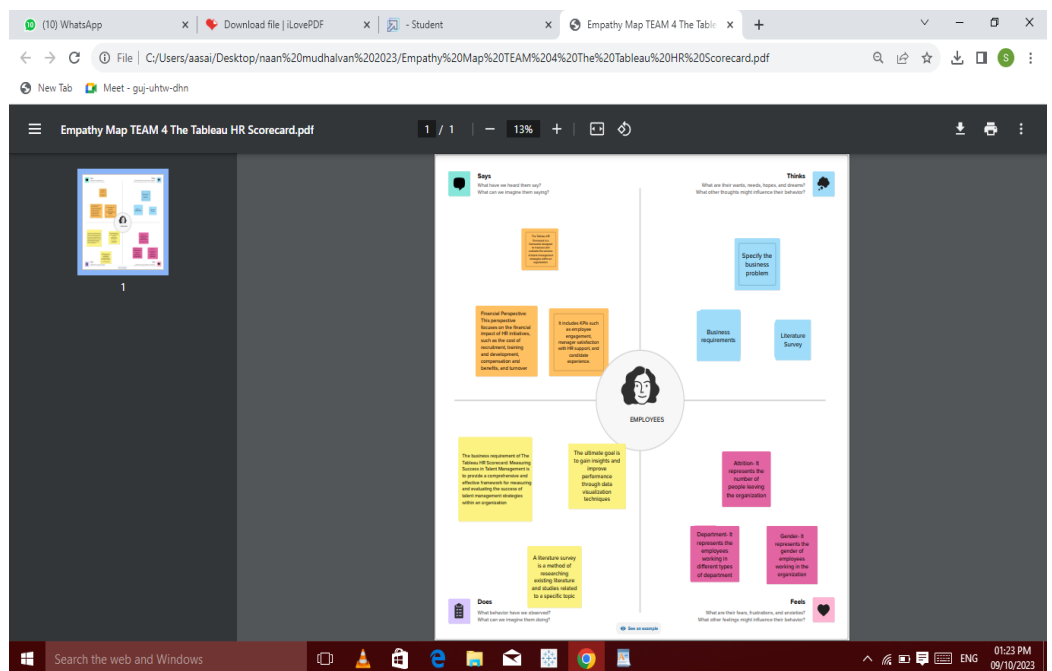 (10) WhatsApp
Download file | iLovePDF
- Student
Empathy Map TEAM 4 The Table
File | C:/Users/aasai/Desktop/naan%20mudhalvan%202023/Empathy%20Map%20TEAM%204%20The%20Tableau%20HR%20Scorecard.pdf
S
New Tab
Meet - guj-uhtw-dhn
Empathy Map TEAM 4 The Tableau HR Scorecard.pdf
1 / 1
13%
1
Says
What have we heard them say?
What can we imagine them saying?
Thinks
What are their wants, needs, hopes, and dreams?
What other thoughts might influence their behavior?
Specify the
business
problem
Financial Perspective:
This perspective
focuses on the financial
impact of HR initiatives,
such as the cost of
recruitment, training
and development,
compensation and
benefits, and turnover
It includes KPIs such
as employee
engagement,
manager satisfaction
with HR support, and
candidate
experience.
Business
requirements
Literature
Survey
EMPLOYEES
The business requirement of The
Tableau HR Scorecard: Measuring
Success in Talent Management is
to provide a comprehensive and
effective framework for measuring
and evaluating the success of
talent management strategies
within an organization
The ultimate goal is
to gain insights and
improve
performance
through data
visualization
techniques
A literature survey
is a method of
researching
existing literature
and studies related
to a specific topic
Attrition- It
represents the
number of
people leaving
the organization
Department- It
represents the
employees
working in
different types
of department
Gender- It
represents the
gender of
employees
working in the
organization
Does
What behavior have we observed?
What can we imagine them doing?
Feels
What are their fears, frustrations, and anxieties?
What other feelings might influence their behavior?
See an example
Search the web and Windows
ENG
01:23 PM
09/10/2023